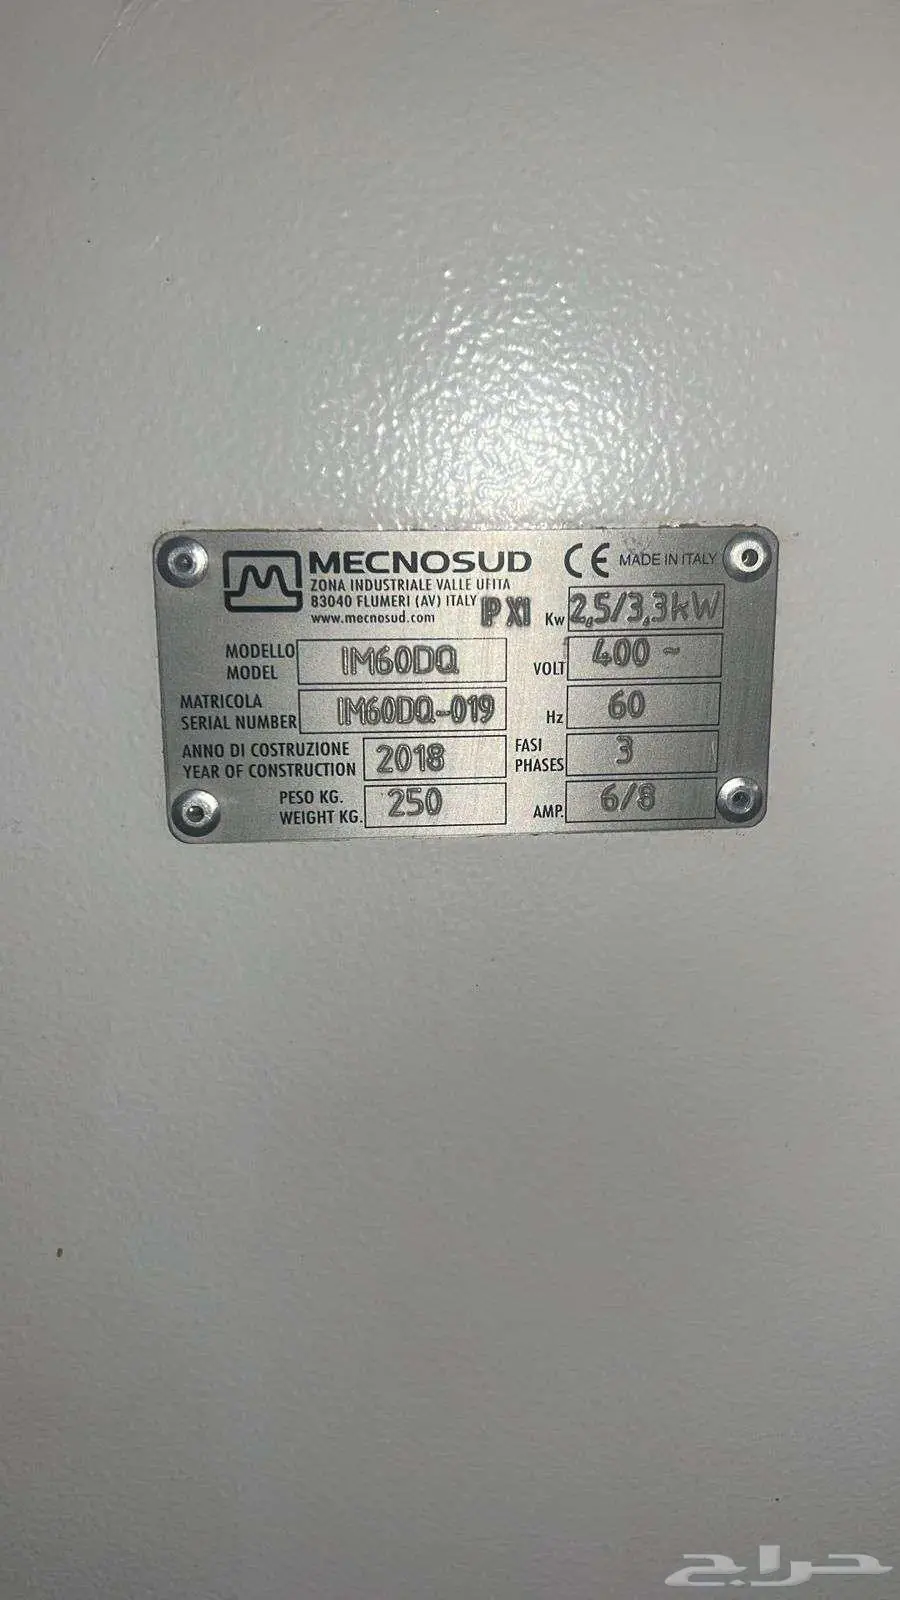 MECNOSUD CE MADE IN ITALY
ZONA INDUSTRIALE VALLE UFITA
83040 FLUMERI (AV) ITALY
www.mecnosud.com IP X1
Kw 2,5/3,3kW
MODELLO
MODEL IM60DQ
VOLT 400 ~
MATRICOLA
SERIAL NUMBER IM60DQ-019
Hz 60
ANNO DI COSTRUZIONE
YEAR OF CONSTRUCTION 2018
FASI
PHASES 3
PESO KG.
WEIGHT KG. 250
AMP. 6/8
حراج